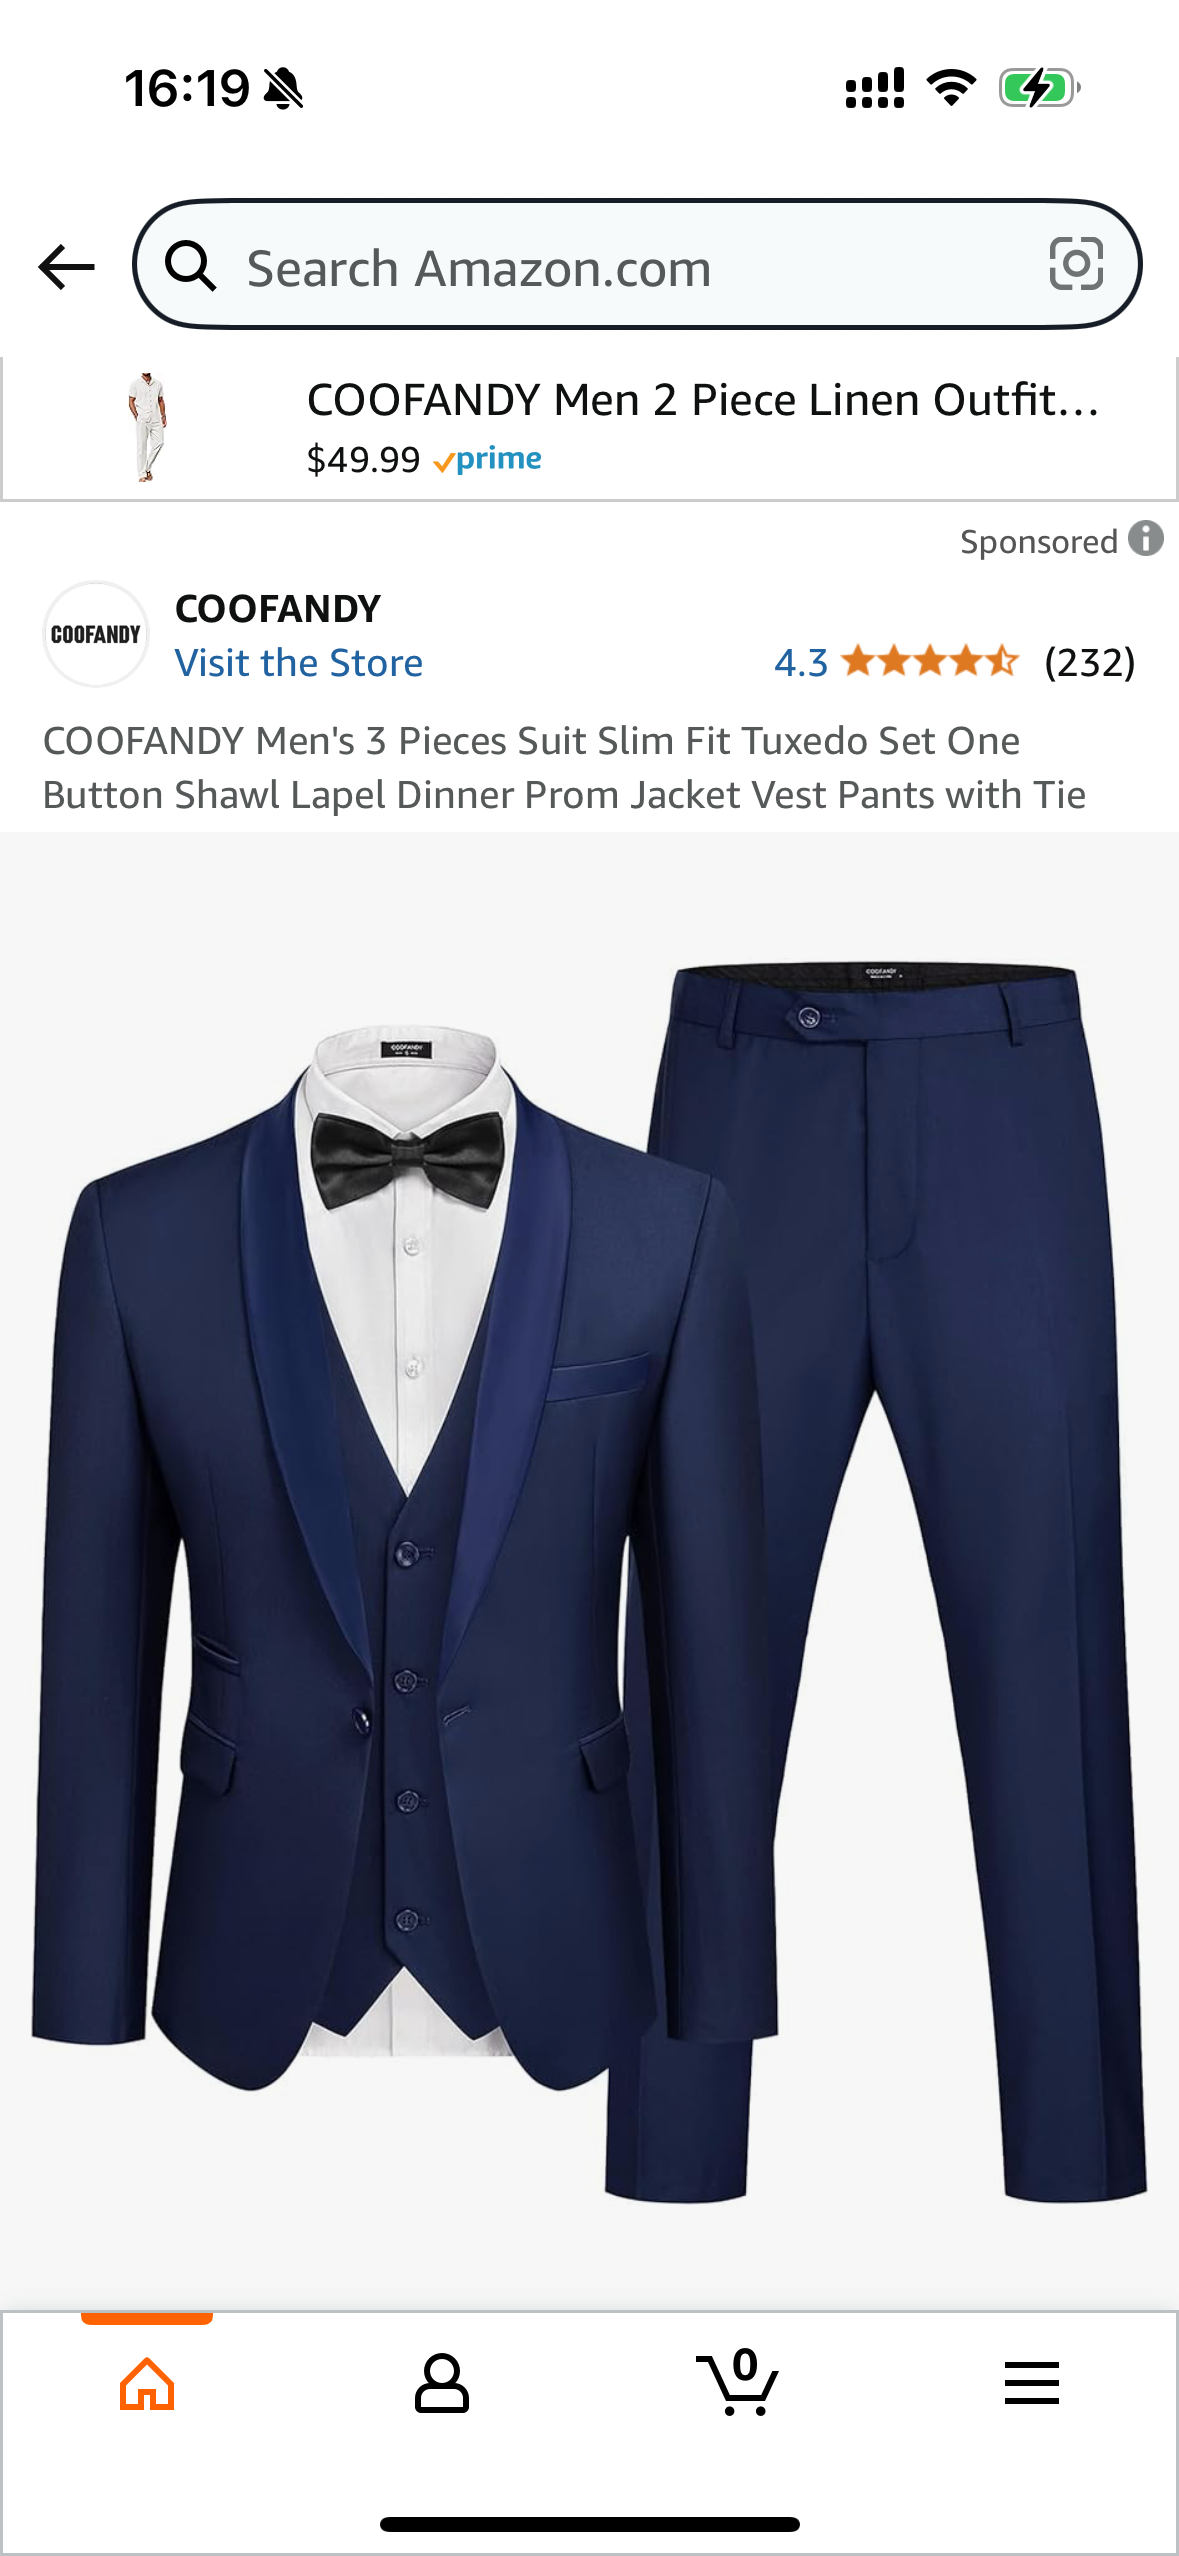 16:19
Search Amazon.com
COOFANDY Men 2 Piece Linen Outfit...
$49.99 prime
Sponsored
COOFANDY
COOFANDY
Visit the Store
4.3 (232)
COOFANDY Men's 3 Pieces Suit Slim Fit Tuxedo Set One
Button Shawl Lapel Dinner Prom Jacket Vest Pants with Tie
COOFANDY
COOFANDY
S
0